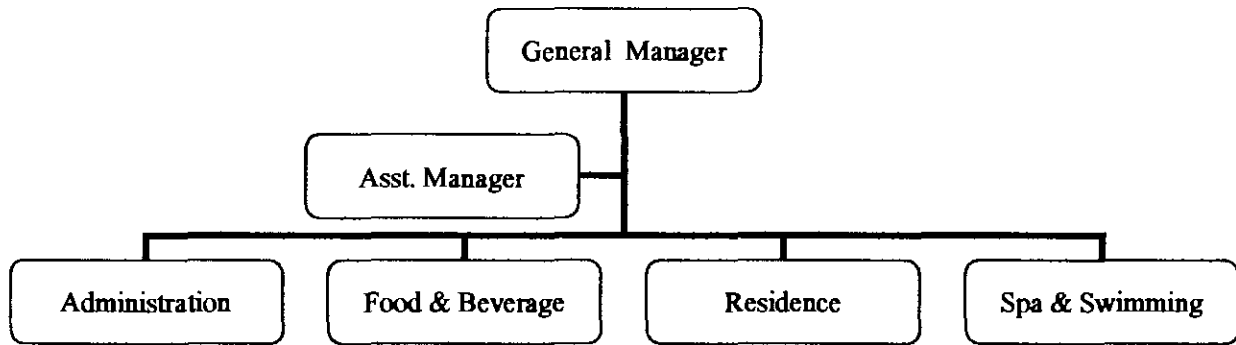 General Manager
Asst. Manager
Administration
Food & Beverage
Residence
Spa & Swimming